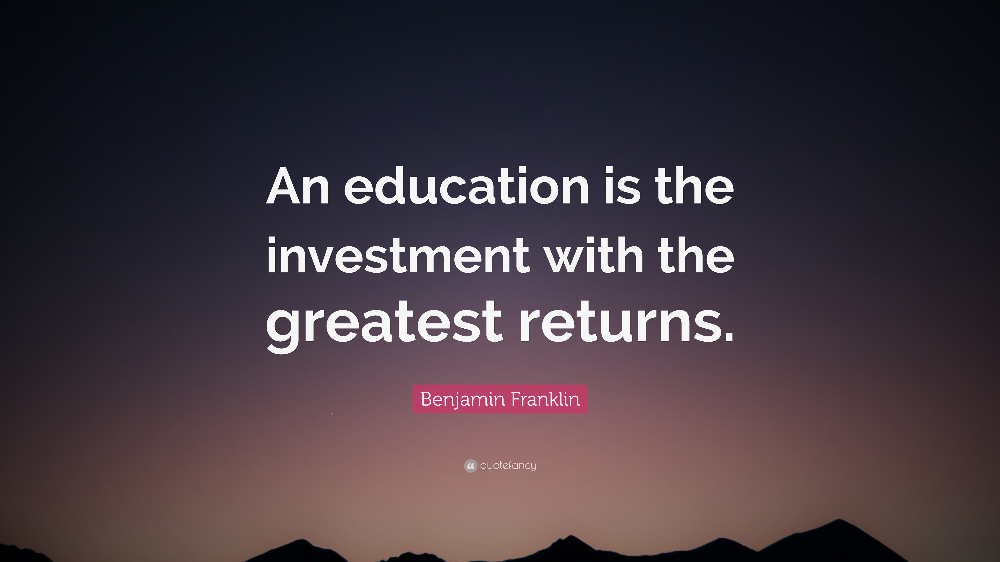 An education is the
investment with the
greatest returns.
Benjamin Franklin
quotefancy